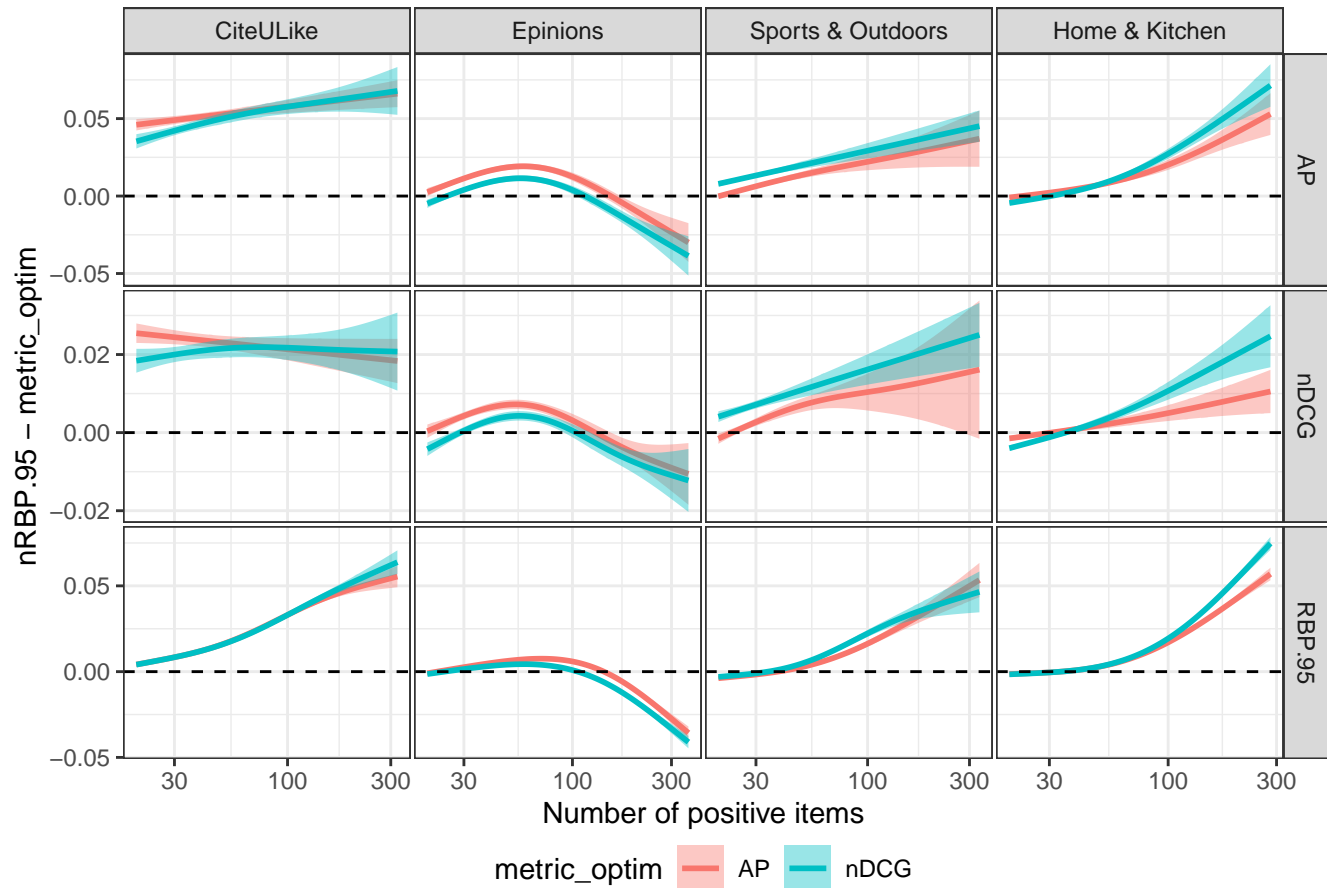 CiteULike Epinions Sports & Outdoors Home & Kitchen
nRBP.95 − metric_optim
0.05
0.00
−0.05
AP
0.02
0.00
−0.02
nDCG
0.05
0.00
−0.05
RBP.95
30 100 300 30 100 300 30 100 300 30 100 300
Number of positive items
metric_optim AP nDCG